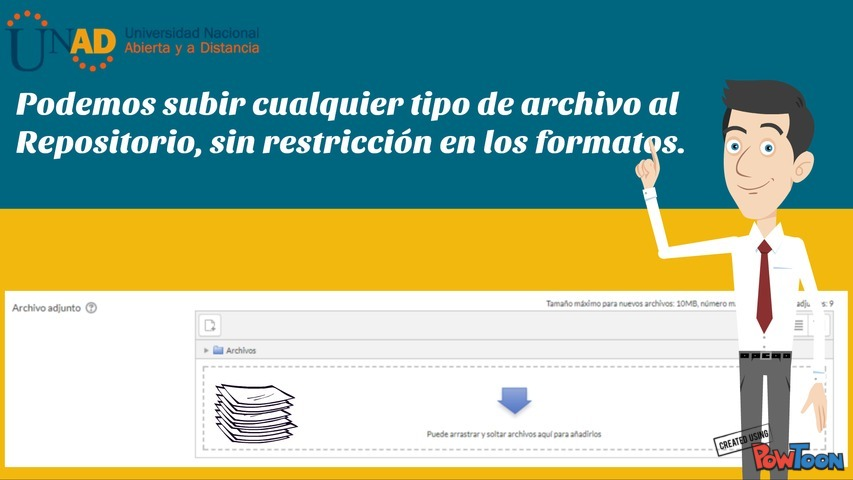 UNAD
Universidad Nacional
Abierta y a Distancia
Podemos subir cualquier tipo de archivo al
Repositorio, sin restricción en los formatos.
Archivo adjunto ?
Tamaño máximo para nuevos archivos: 10MB, número : 9
Archivos
Puede arrastrar y soltar archivos aquí para añadirlos
CREATED USING
POWTOON